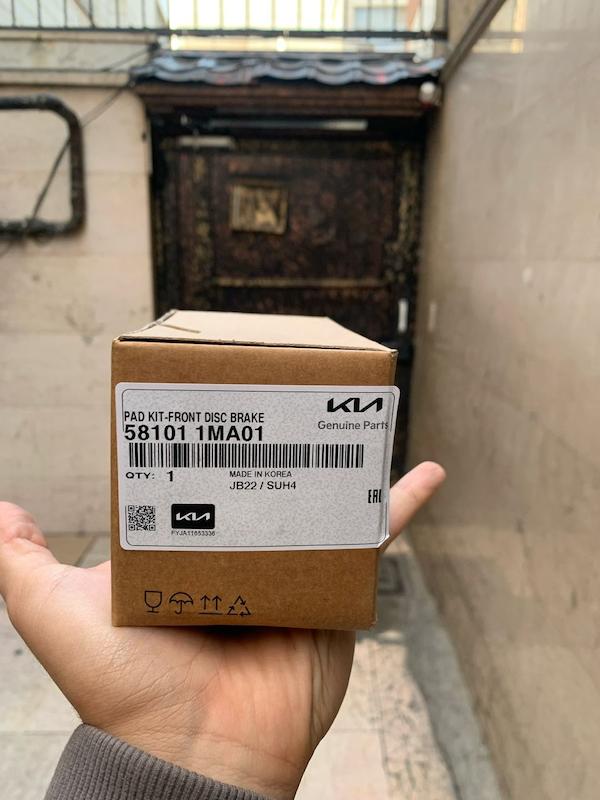 PAD KIT-FRONT DISC BRAKE
KIA
58101 1MA01
Genuine Parts
QTY: 1
MADE IN KOREA
JB22 / SUH4
EAC
KIA